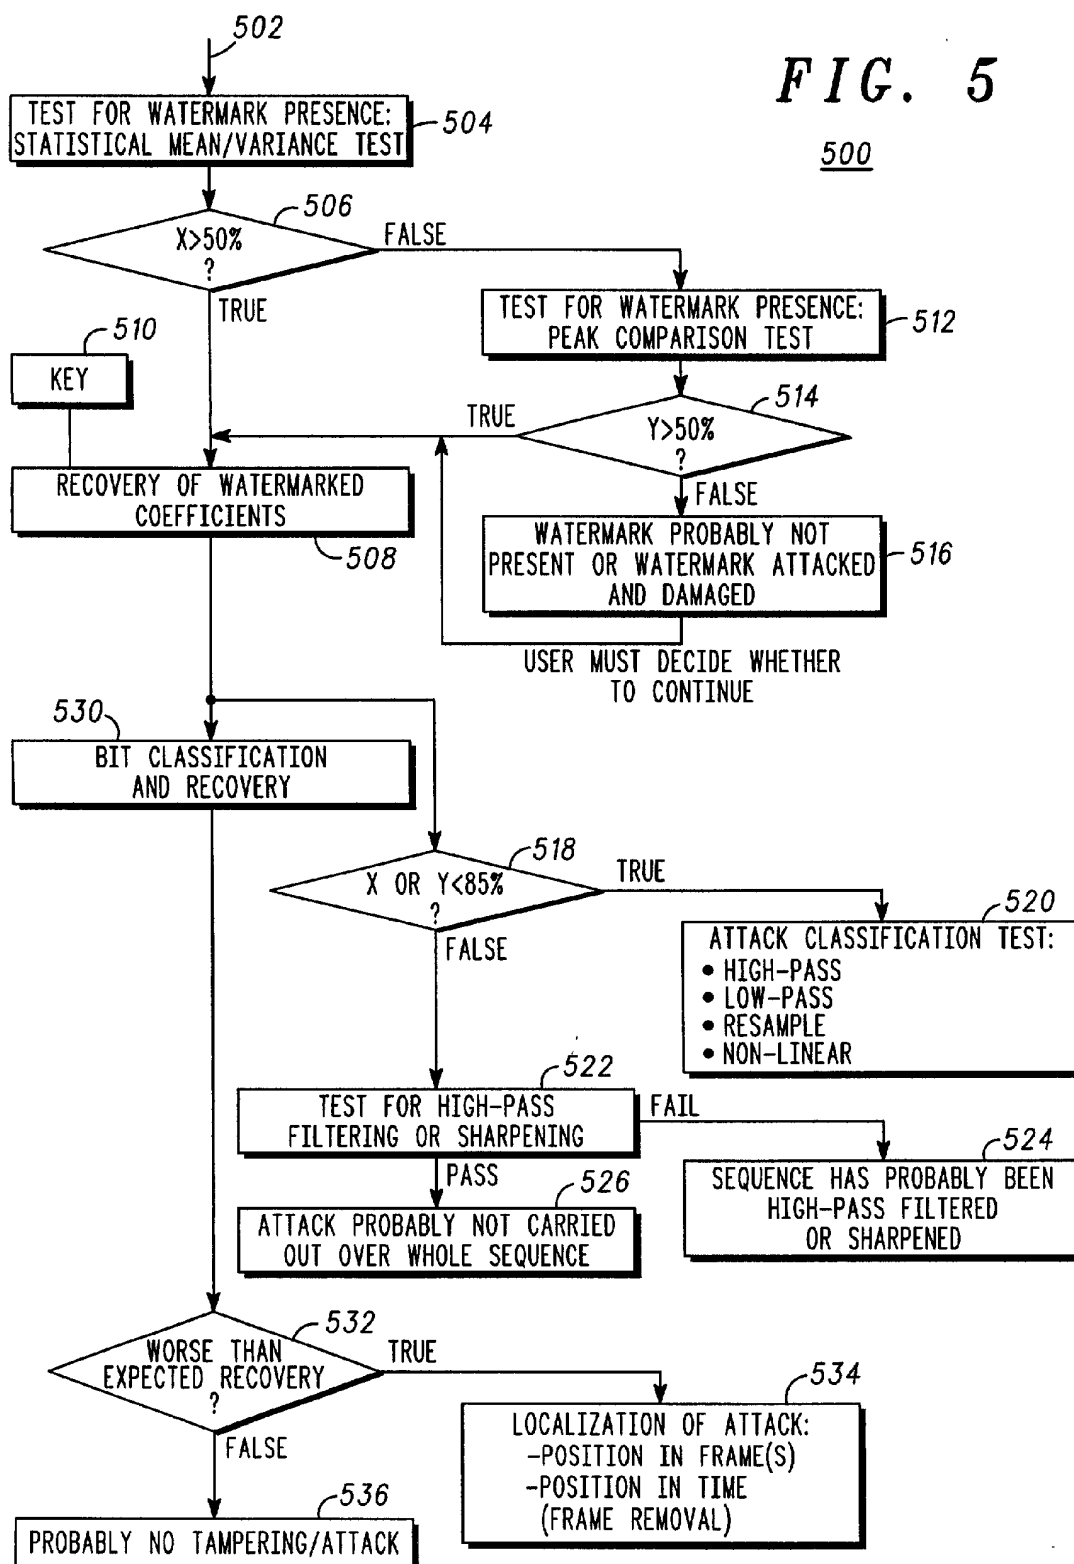 502
FIG. 5
500
TEST FOR WATERMARK PRESENCE:
STATISTICAL MEAN/VARIANCE TEST
504
506
X>50%
?
FALSE
TRUE
TEST FOR WATERMARK PRESENCE:
PEAK COMPARISON TEST
512
510
KEY
514
TRUE
Y>50%
?
FALSE
RECOVERY OF WATERMARKED
COEFFICIENTS
508
WATERMARK PROBABLY NOT
PRESENT OR WATERMARK ATTACKED
AND DAMAGED
516
USER MUST DECIDE WHETHER
TO CONTINUE
530
BIT CLASSIFICATION
AND RECOVERY
518
X OR Y<85%
?
TRUE
FALSE
520
ATTACK CLASSIFICATION TEST:
• HIGH-PASS
• LOW-PASS
• RESAMPLE
• NON-LINEAR
522
TEST FOR HIGH-PASS
FILTERING OR SHARPENING
FAIL
PASS
524
SEQUENCE HAS PROBABLY BEEN
HIGH-PASS FILTERED
OR SHARPENED
526
ATTACK PROBABLY NOT CARRIED
OUT OVER WHOLE SEQUENCE
532
WORSE THAN
EXPECTED RECOVERY
?
TRUE
FALSE
534
LOCALIZATION OF ATTACK:
-POSITION IN FRAME(S)
-POSITION IN TIME
(FRAME REMOVAL)
536
PROBABLY NO TAMPERING/ATTACK